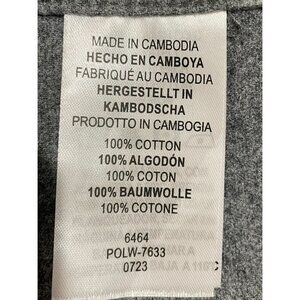 MADE IN CAMBODIA
HECHO EN CAMBOYA
FABRIQUÉ AU CAMBODIA
HERGESTELLT IN
KAMBODSCHA
PRODOTTO IN CAMBOGIA
100% COTTON
100% ALGODÓN
100% COTON
100% BAUMWOLLE
100% COTONE
6464
POLW-7633
0723